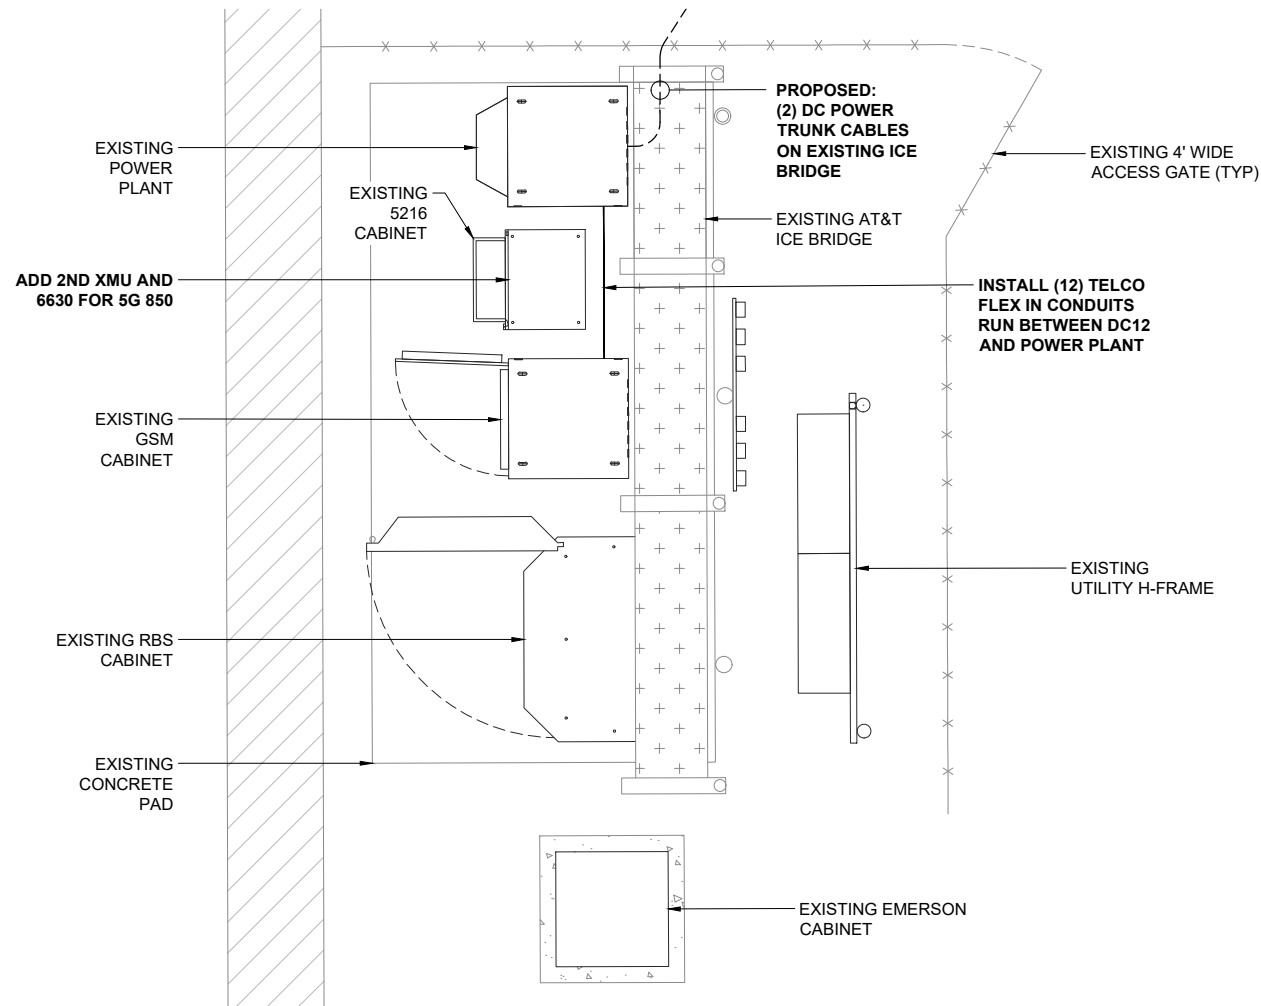 PROPOSED:
(2) DC POWER
TRUNK CABLES
ON EXISTING ICE
BRIDGE
EXISTING
POWER
PLANT
EXISTING 4' WIDE
ACCESS GATE (TYP)
EXISTING
5216
CABINET
EXISTING AT&T
ICE BRIDGE
ADD 2ND XMU AND
6630 FOR 5G 850
INSTALL (12) TELCO
FLEX IN CONDUITS
RUN BETWEEN DC12
AND POWER PLANT
EXISTING
GSM
CABINET
EXISTING
UTILITY H-FRAME
EXISTING RBS
CABINET
EXISTING
CONCRETE
PAD
EXISTING EMERSON
CABINET